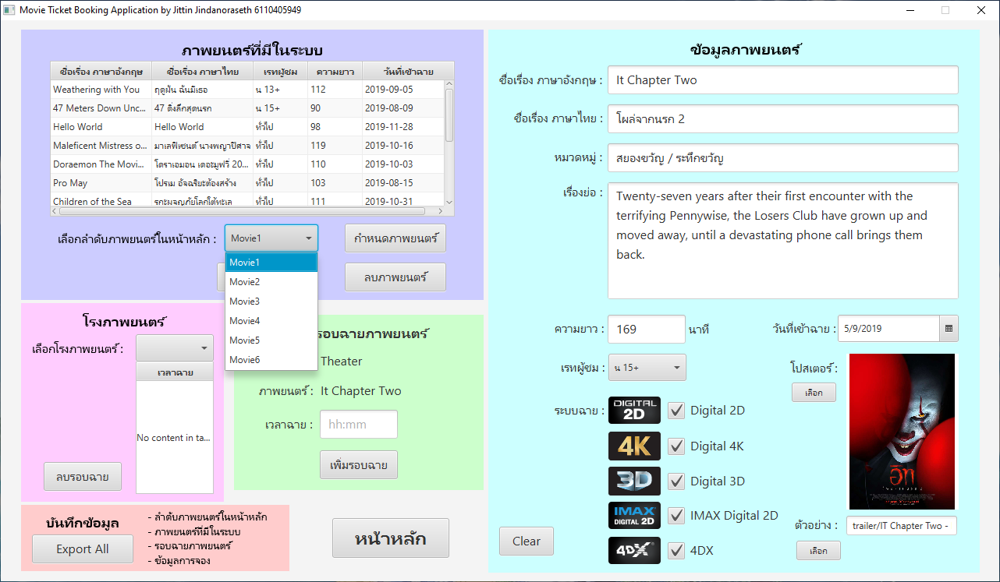 Movie Ticket Booking Application by Jittin Jindanoraseth 6110405949
ภาพยนตร์ที่มีในระบบ
ชื่อเรื่อง ภาษาอังกฤษ ชื่อเรื่อง ภาษาไทย เรทผู้ชม ความยาว วันที่เข้าฉาย
Weathering with You ฤดูฝัน ฉันมีเธอ น 13+ 112 2019-09-05
47 Meters Down Unc... 47 ดิ่งลึกสุดนรก น 15+ 90 2019-08-09
Hello World Hello World ทั่วไป 98 2019-11-28
Maleficent Mistress o... มาเลฟิเซนต์ นางพญาปีศาจ ทั่วไป 119 2019-10-16
Doraemon The Movi... โดราเอมอน เดอะมูฟวี่ 20... ทั่วไป 110 2019-10-03
Pro May โปรเม อัจฉริยะต้องสร้าง ทั่วไป 103 2019-08-15
Children of the Sea รุกะผจญภัยโลกใต้ทะเล ทั่วไป 111 2019-10-31
เลือกลำดับภาพยนตร์ในหน้าหลัก : Movie1 กำหนดภาพยนตร์
Movie1
Movie2
Movie3
Movie4
Movie5
Movie6
ลบภาพยนตร์
โรงภาพยนตร์
เลือกโรงภาพยนตร์ :
เวลาฉาย
No content in ta...
ลบรอบฉาย
รอบฉายภาพยนตร์
Theater
ภาพยนตร์ : It Chapter Two
เวลาฉาย : hh:mm
เพิ่มรอบฉาย
บันทึกข้อมูล
Export All
- ลำดับภาพยนตร์ในหน้าหลัก
- ภาพยนตร์ที่มีในระบบ
- รอบฉายภาพยนตร์
- ข้อมูลการจอง
หน้าหลัก
ข้อมูลภาพยนตร์
ชื่อเรื่อง ภาษาอังกฤษ : It Chapter Two
ชื่อเรื่อง ภาษาไทย : โผล่จากนรก 2
หมวดหมู่ : สยองขวัญ / ระทึกขวัญ
เรื่องย่อ : Twenty-seven years after their first encounter with the
terrifying Pennywise, the Losers Club have grown up and
moved away, until a devastating phone call brings them
back.
ความยาว : 169 นาที วันที่เข้าฉาย : 5/9/2019
เรทผู้ชม : น 15+ โปสเตอร์ :
เลือก
ระบบฉาย : DIGITAL 2D Digital 2D
4K Digital 4K
3D Digital 3D
IMAX DIGITAL 2D IMAX Digital 2D
4DX 4DX
อิท
ตัวอย่าง : trailer/IT Chapter Two -
เลือก
Clear